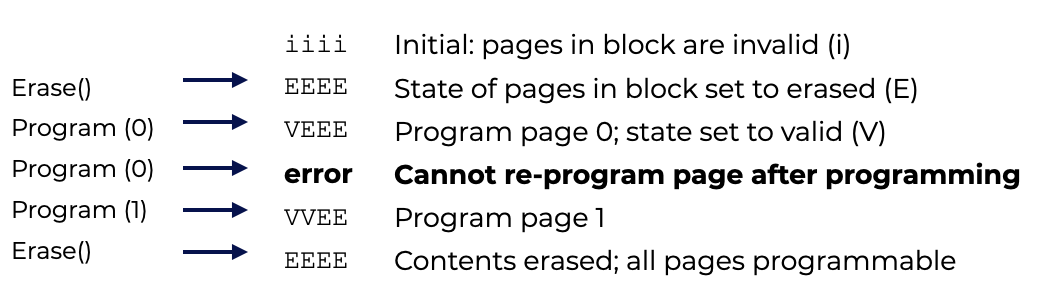 iiii Initial: pages in block are invalid (i)
Erase() EEEE State of pages in block set to erased (E)
Program (0) VEEE Program page 0; state set to valid (V)
Program (0) error Cannot re-program page after programming
Program (1) VVEE Program page 1
Erase() EEEE Contents erased; all pages programmable